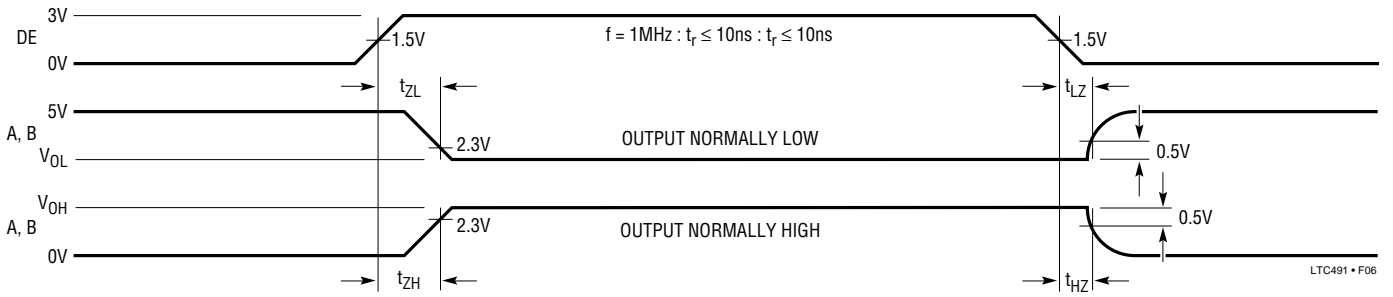 3V
DE
1.5V
f = 1MHz : tr ≤ 10ns : tr ≤ 10ns
1.5V
0V
tZL
tLZ
5V
A, B
2.3V
OUTPUT NORMALLY LOW
0.5V
VOL
VOH
A, B
2.3V
OUTPUT NORMALLY HIGH
0.5V
0V
tZH
tHZ
LTC491 • F06